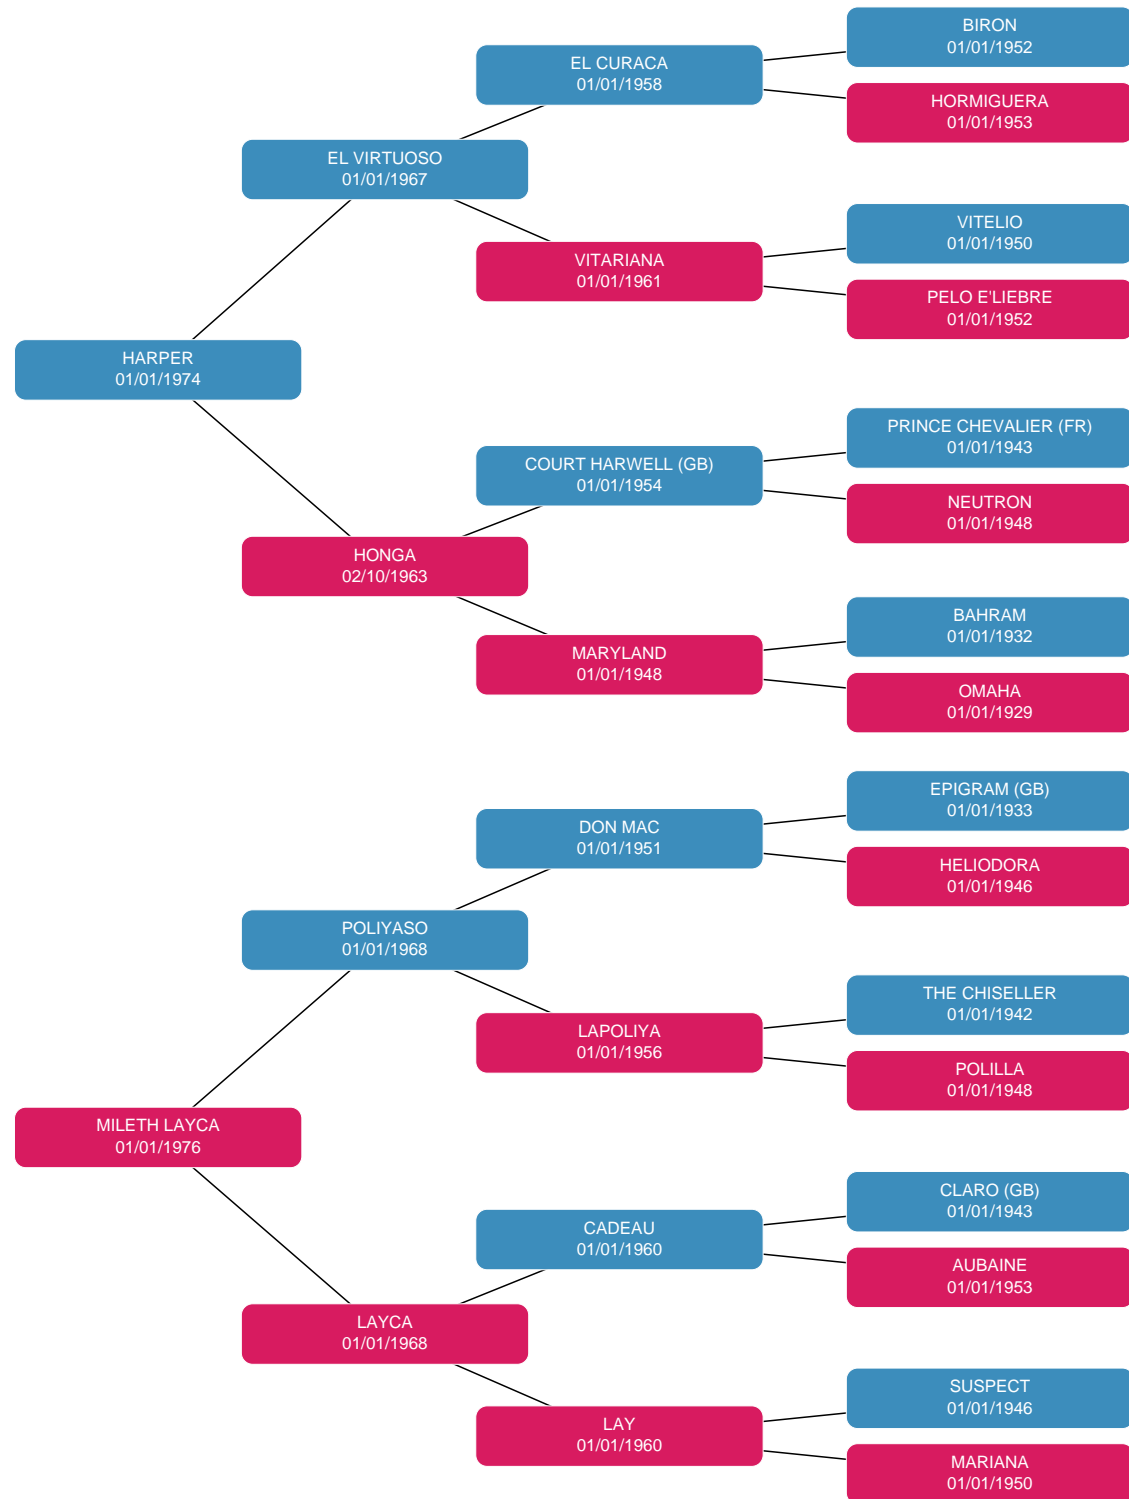 BIRON
01/01/1952
EL CURACA
01/01/1958
HORMIGUERA
01/01/1953
EL VIRTUOSO
01/01/1967
VITELIO
01/01/1950
VITARIANA
01/01/1961
PELO E'LIEBRE
01/01/1952
HARPER
01/01/1974
PRINCE CHEVALIER (FR)
01/01/1943
COURT HARWELL (GB)
01/01/1954
NEUTRON
01/01/1948
HONGA
02/10/1963
BAHRAM
01/01/1932
MARYLAND
01/01/1948
OMAHA
01/01/1929
EPIGRAM (GB)
01/01/1933
DON MAC
01/01/1951
HELIODORA
01/01/1946
POLIYASO
01/01/1968
THE CHISELLER
01/01/1942
LAPOLIYA
01/01/1956
POLILLA
01/01/1948
MILETH LAYCA
01/01/1976
CLARO (GB)
01/01/1943
CADEAU
01/01/1960
AUBAINE
01/01/1953
LAYCA
01/01/1968
SUSPECT
01/01/1946
LAY
01/01/1960
MARIANA
01/01/1950